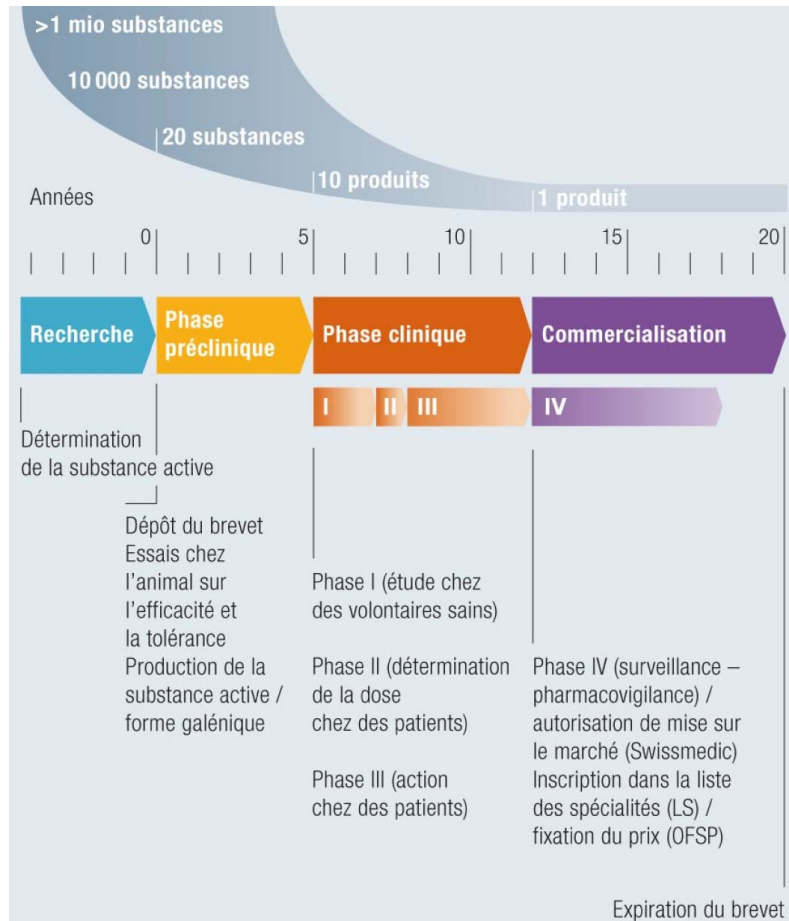 >1 mio substances
10 000 substances
20 substances
10 produits
1 produit
Années
0 5 10 15 20
Recherche
Phase
préclinique
Phase clinique
Commercialisation
I II III IV
Détermination
de la substance active
Dépôt du brevet
Essais chez
l’animal sur
l’efficacité et
la tolérance
Production de la
substance active /
forme galénique
Phase I (étude chez
des volontaires sains)
Phase II (détermination
de la dose
chez des patients)
Phase III (action
chez des patients)
Phase IV (surveillance –
pharmacovigilance) /
autorisation de mise sur
le marché (Swissmedic)
Inscription dans la liste
des spécialités (LS) /
fixation du prix (OFSP)
Expiration du brevet